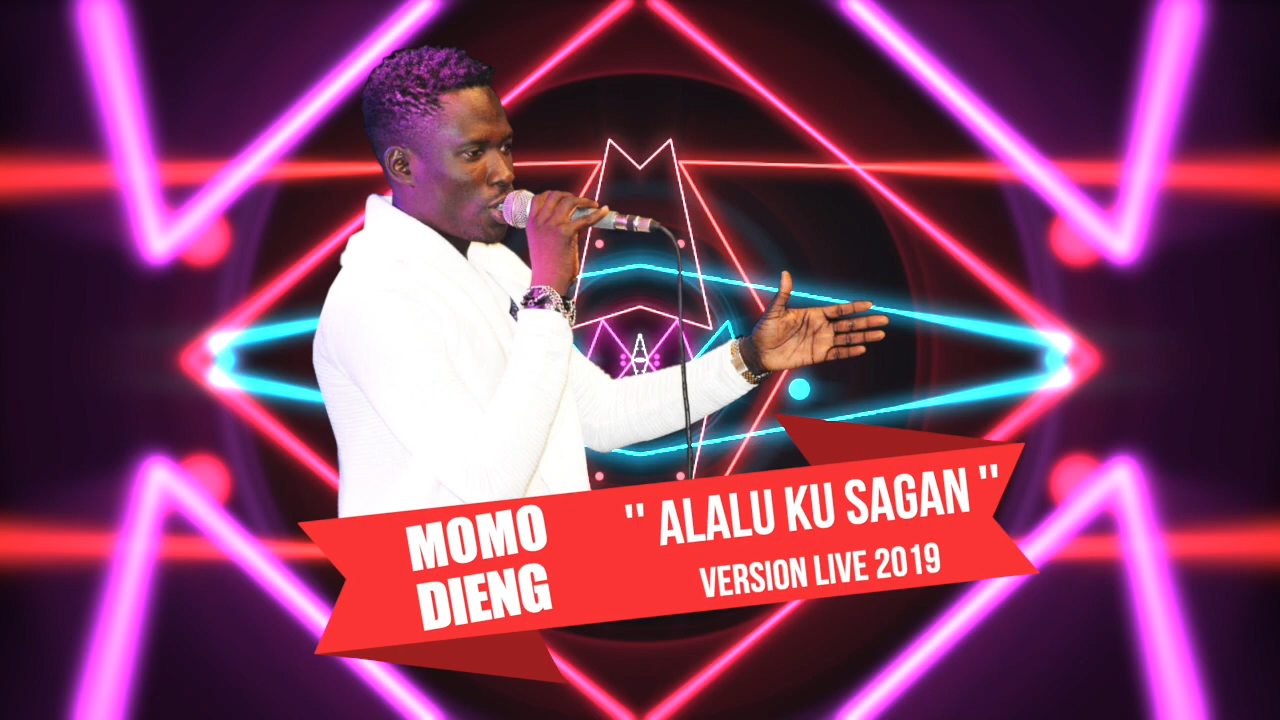 MOMO
DIENG
" ALALU KU SAGAN "
VERSION LIVE 2019